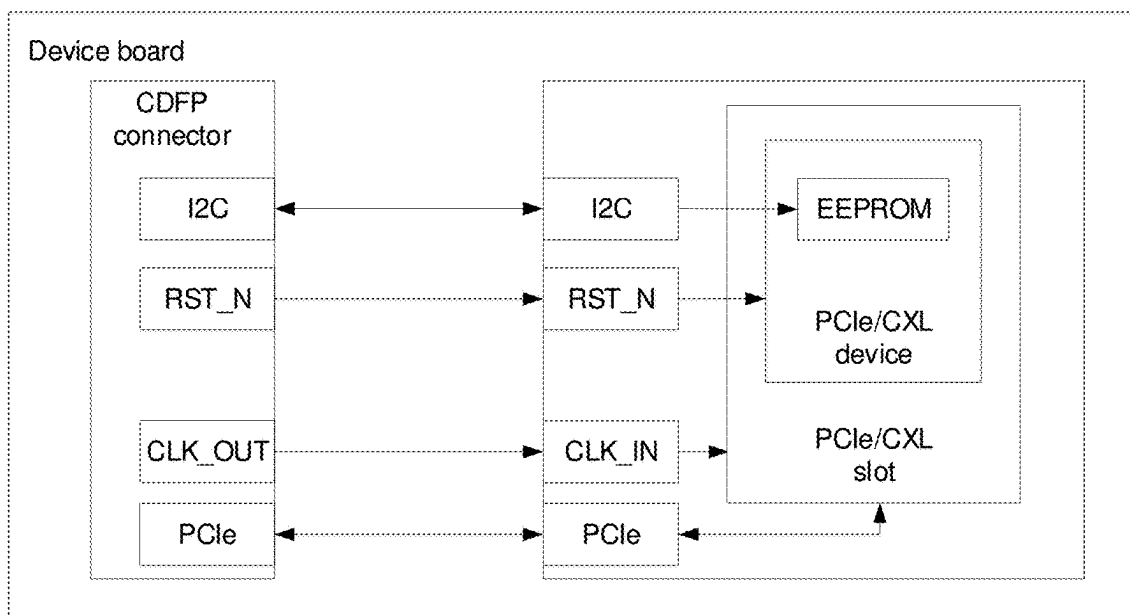 Device board
CDFP
connector
I2C
I2C
EEPROM
RST_N
RST_N
PCIe/CXL
device
CLK_OUT
CLK_IN
PCIe/CXL
slot
PCIe
PCIe